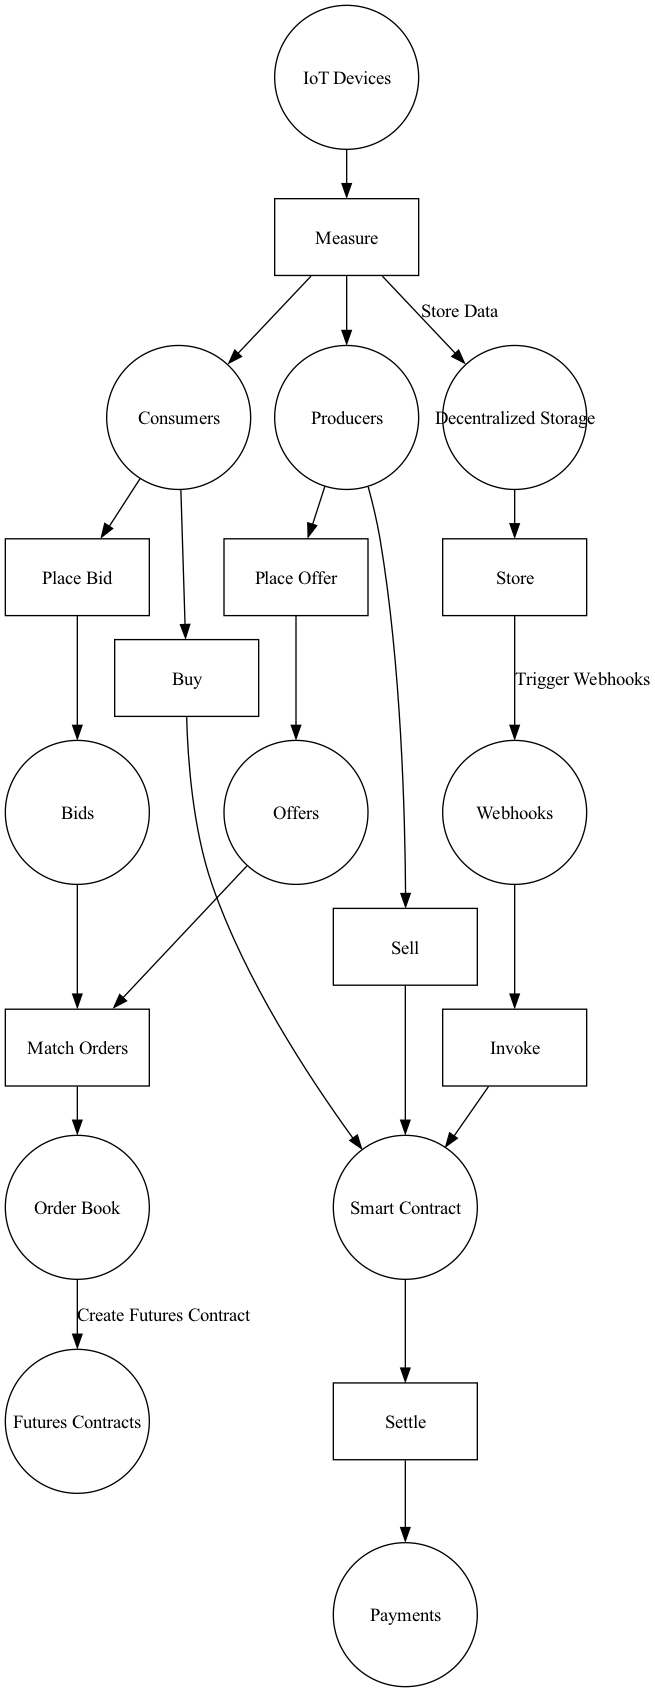 IoT Devices
Measure
Store Data
Consumers
Producers
Decentralized Storage
Place Bid
Place Offer
Store
Buy
Trigger Webhooks
Bids
Offers
Webhooks
Sell
Match Orders
Invoke
Order Book
Smart Contract
Create Futures Contract
Futures Contracts
Settle
Payments